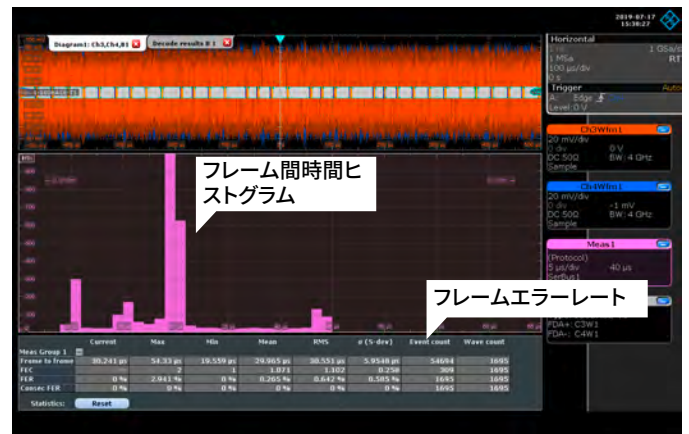 2019-07-17
15:38:27
Diagram1: Ch3,Ch4,B1
Decode results B 1
Horizontal
1 GSa/s
1 MSa
RT
100 µs/div
0 s
Trigger
Auto
A:
Edge
Level:0 V
Ch3Wfm1
20 mV/div
0 div
0 V
DC 50Ω
BW: 4 GHz
Sample
Ch4Wfm1
20 mV/div
0 div
-1 mV
DC 50Ω
BW: 4 GHz
Sample
フレーム間時間ヒ
ストグラム
Meas1
(Protocol)
5 µs/div
40 µs
SerBus1
フレームエラーレート
FDA+: C3W1
FDA-: C4W1
Current Max Min Mean RMS σ (S-dev) Event count Wave count
Meas Group 1
Frame to frame 30.241 µs 54.33 µs 19.559 µs 29.965 µs 30.551 µs 5.9548 µs 54694 1695
FEC 2 1 1.071 1.102 0.258 309 1695
FER 0 % 2.941 % 0 % 0.265 % 0.642 % 0.585 % 1695 1695
Consec FER 0 % 0 % 0 % 0 % 0 % 0 % 1695 1695
Statistics:
Reset